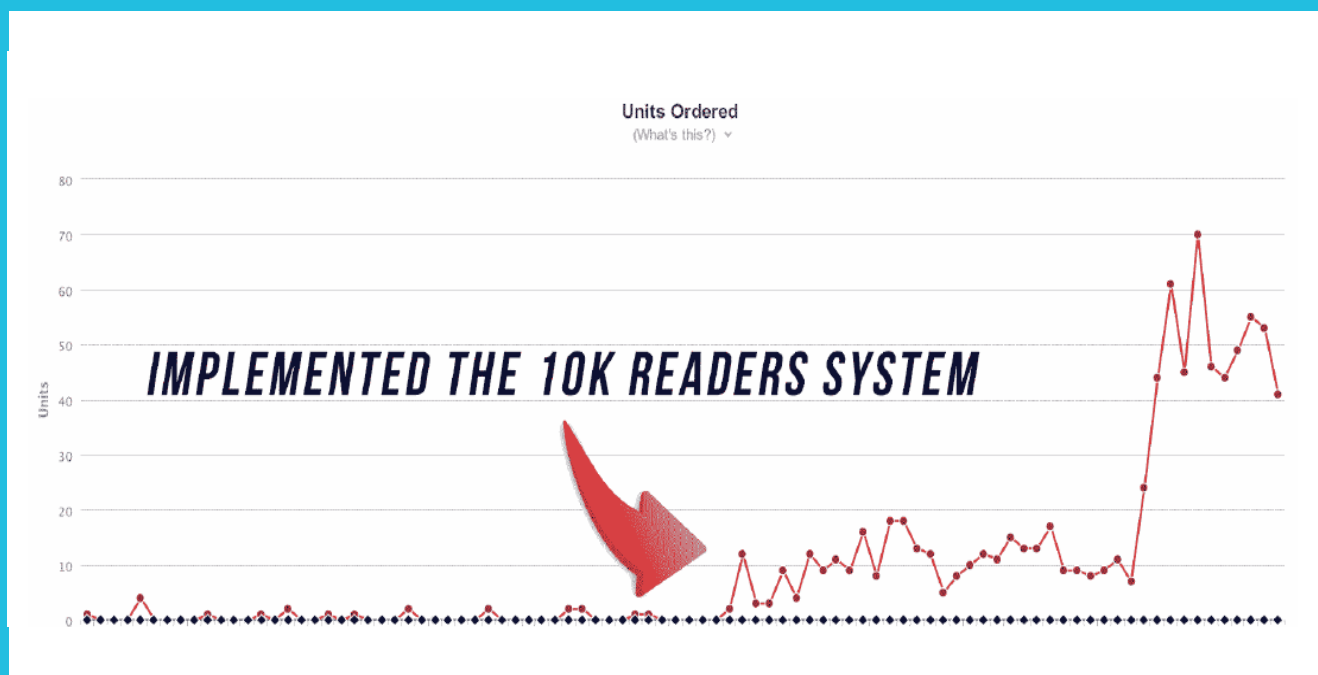 Units Ordered
(What's this?)
80
70
60
50
IMPLEMENTED THE 10K READERS SYSTEM
Units
40
30
20
10
0